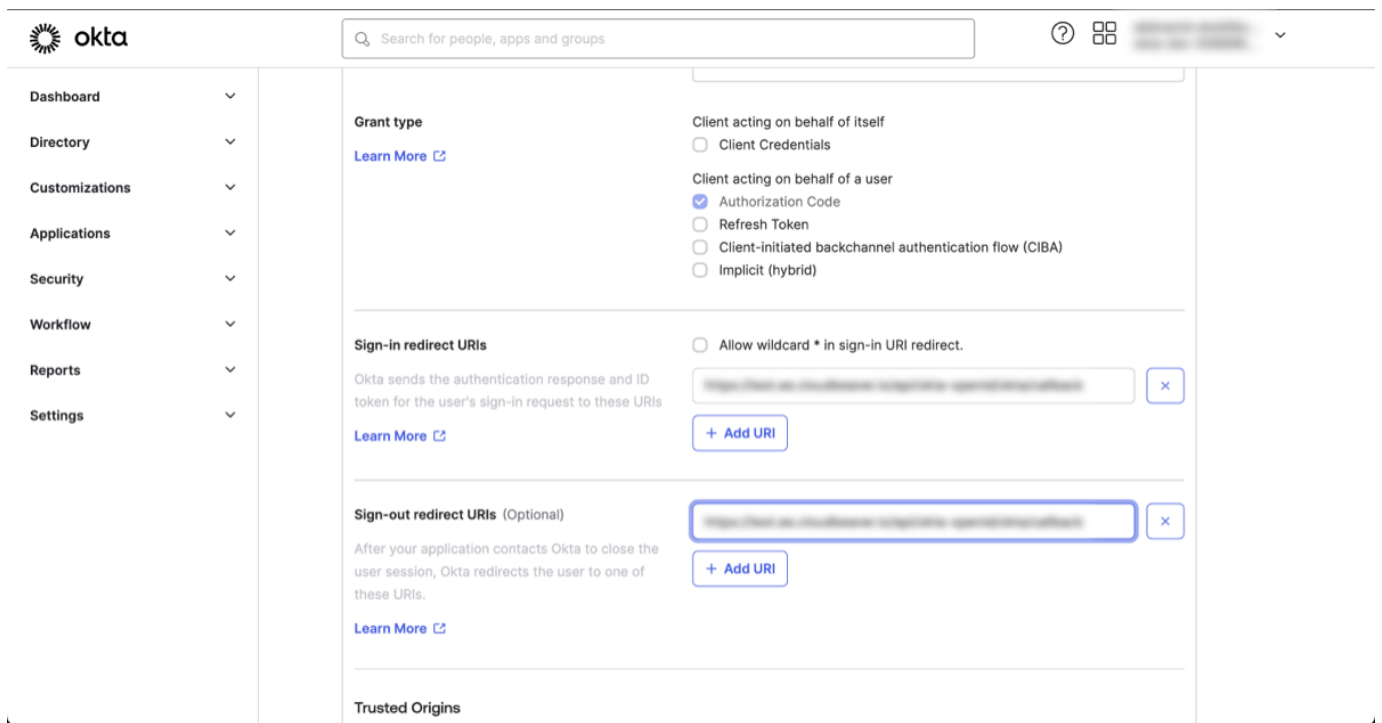 okta
Search for people, apps and groups
Dashboard
Directory
Customizations
Applications
Security
Workflow
Reports
Settings
Grant type
Learn More
Client acting on behalf of itself
Client Credentials
Client acting on behalf of a user
Authorization Code
Refresh Token
Client-initiated backchannel authentication flow (CIBA)
Implicit (hybrid)
Sign-in redirect URIs
Okta sends the authentication response and ID
token for the user's sign-in request to these URIs
Learn More
Allow wildcard * in sign-in URI redirect.
+ Add URI
Sign-out redirect URIs (Optional)
After your application contacts Okta to close the
user session, Okta redirects the user to one of
these URIs.
Learn More
+ Add URI
Trusted Origins